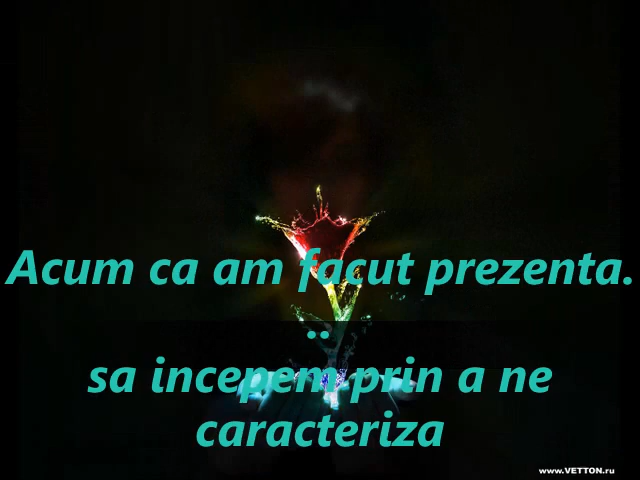 Acum ca am facut prezenta.
..
sa incepem prin a ne
caracteriza
www.VETTON.ru